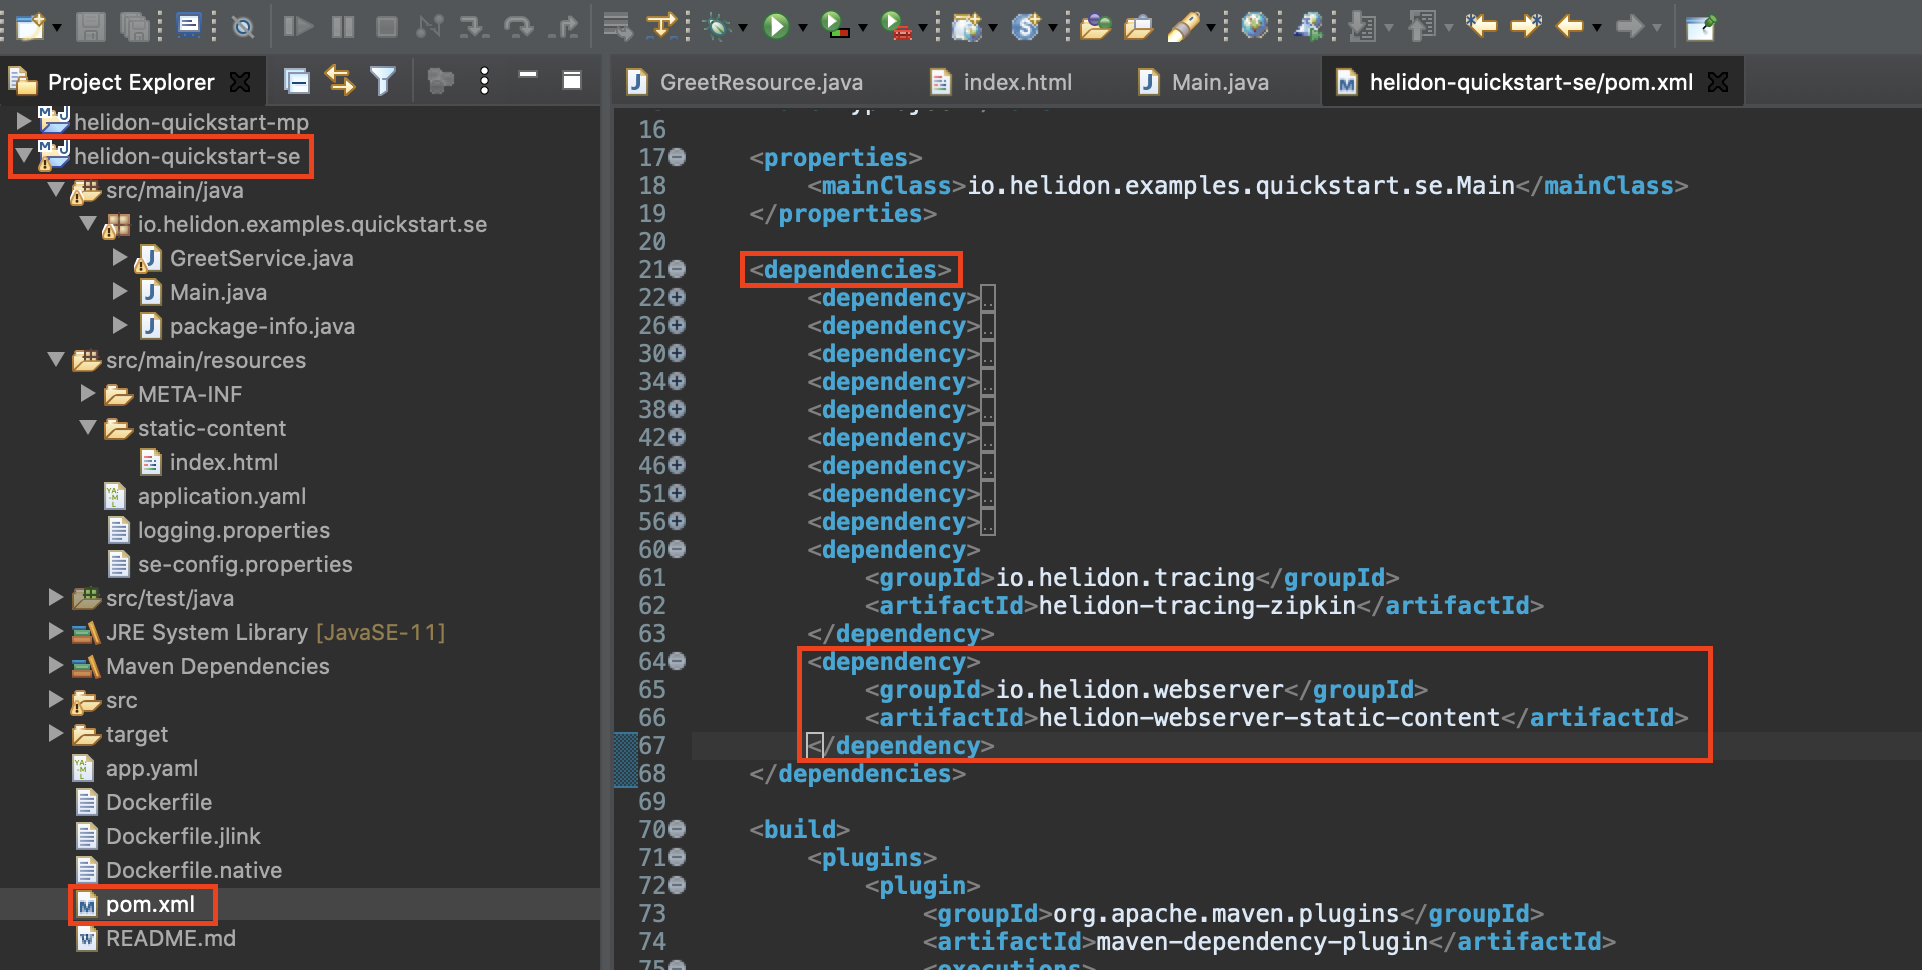 Project Explorer
helidon-quickstart-mp
helidon-quickstart-se
src/main/java
io.helidon.examples.quickstart.se
GreetService.java
Main.java
package-info.java
src/main/resources
META-INF
static-content
index.html
application.yaml
logging.properties
se-config.properties
src/test/java
JRE System Library [JavaSE-11]
Maven Dependencies
src
target
app.yaml
Dockerfile
Dockerfile.jlink
Dockerfile.native
pom.xml
README.md
GreetResource.java
index.html
Main.java
helidon-quickstart-se/pom.xml
16
17 <properties>
18 <mainClass>io.helidon.examples.quickstart.se.Main</mainClass>
19 </properties>
20
21 <dependencies>
22 <dependency>..
26 <dependency>..
30 <dependency>..
34 <dependency>..
38 <dependency>..
42 <dependency>..
46 <dependency>..
51 <dependency>..
56 <dependency>..
60 <dependency>
61 <groupId>io.helidon.tracing</groupId>
62 <artifactId>helidon-tracing-zipkin</artifactId>
63 </dependency>
64 <dependency>
65 <groupId>io.helidon.webserver</groupId>
66 <artifactId>helidon-webserver-static-content</artifactId>
67 </dependency>
68 </dependencies>
69
70 <build>
71 <plugins>
72 <plugin>
73 <groupId>org.apache.maven.plugins</groupId>
74 <artifactId>maven-dependency-plugin</artifactId>
75 <executions>